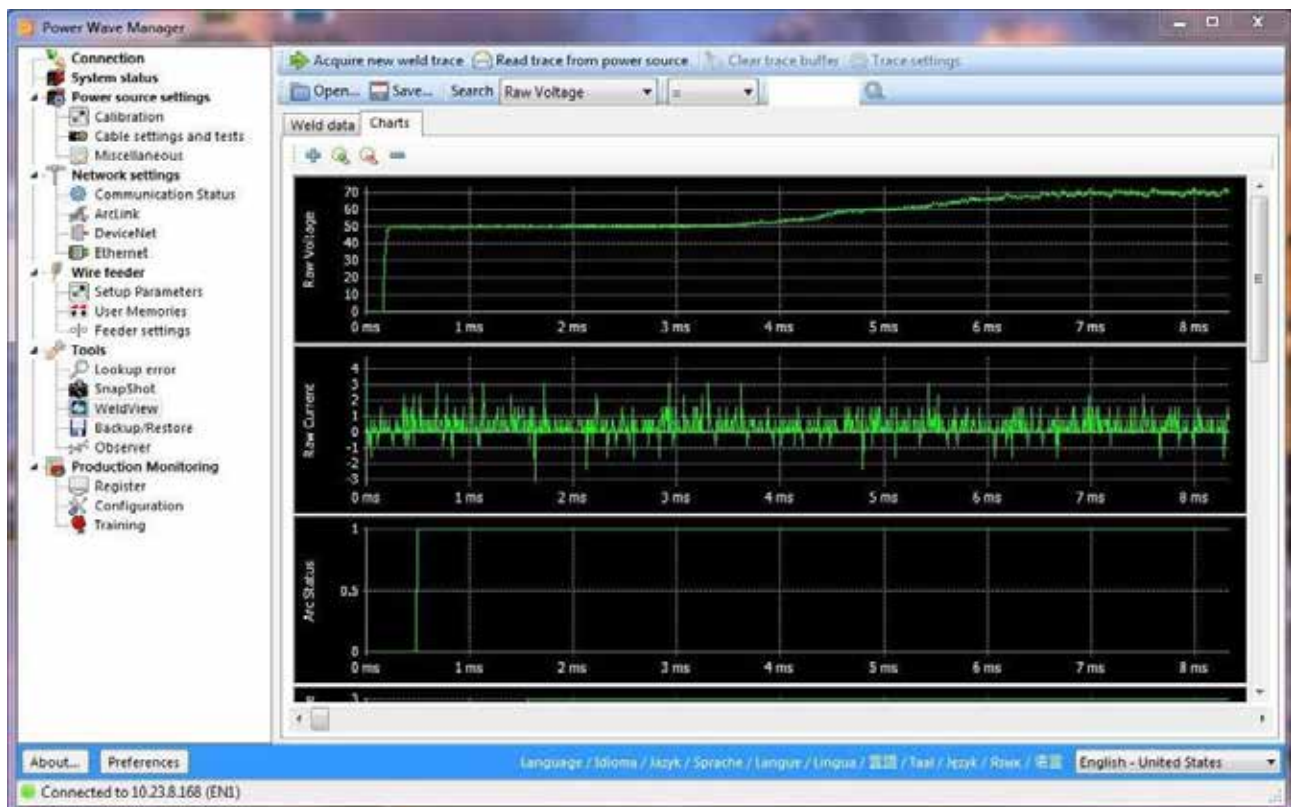 Power Wave Manager
Connection
System status
Power source settings
Calibration
Cable settings and tests
Miscellaneous
Network settings
Communication Status
ArcLink
DeviceNet
Ethernet
Wire feeder
Setup Parameters
User Memories
Feeder settings
Tools
Lookup error
SnapShot
WeldView
Backup/Restore
Observer
Production Monitoring
Register
Configuration
Training
Acquire new weld trace Read trace from power source Clear trace buffer Trace settings
Open... Save... Search Raw Voltage =
Weld data Charts
Raw Voltage
70
60
50
40
30
20
10
0
0 ms 1 ms 2 ms 3 ms 4 ms 5 ms 6 ms 7 ms 8 ms
Raw Current
4
3
2
1
0
-1
-2
-3
0 ms 1 ms 2 ms 3 ms 4 ms 5 ms 6 ms 7 ms 8 ms
Arc Status
1
0.5
0
0 ms 1 ms 2 ms 3 ms 4 ms 5 ms 6 ms 7 ms 8 ms
3
About... Preferences
Language / Idioma / Jazyk / Sprache / Langue / Lingua / 言語 / Taal / Język / Язык / 语言
English - United States
Connected to 10.23.8.168 (EN1)